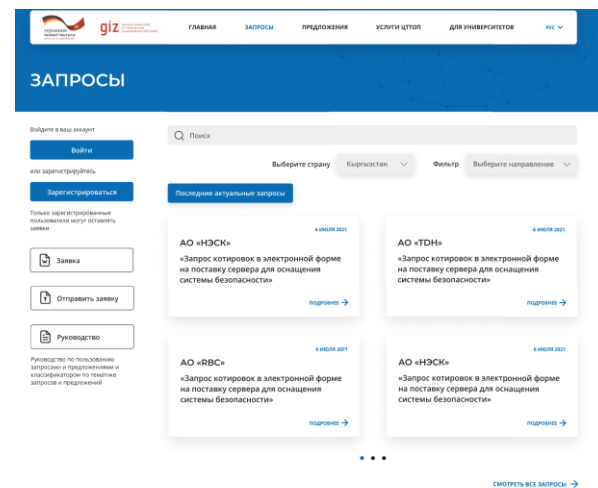 giz
ГЛАВНАЯ
ЗАПРОСЫ
ПРЕДЛОЖЕНИЯ
УСЛУГИ ЦТТОП
ДЛЯ УНИВЕРСИТЕТОВ
РУС
ЗАПРОСЫ
Войдите в ваш аккаунт
Войти
или зарегистрируйтесь
Зарегистрироваться
Только зарегистрированные
пользователи могут оставлять
заявки
Заявка
Отправить заявку
Руководство
Руководство по пользованию
запросами и предложениями и
классификатором по тематике
запросов и предложений
Поиск
Выберите страну
Кыргызстан
Фильтр
Выберите направление
Последние актуальные запросы
6 ИЮЛЯ 2021
АО «НЭСК»
«Запрос котировок в электронной форме
на поставку сервера для оснащения
системы безопасности»
ПОДРОБНЕЕ
6 ИЮЛЯ 2021
АО «TDH»
«Запрос котировок в электронной форме
на поставку сервера для оснащения
системы безопасности»
ПОДРОБНЕЕ
6 ИЮЛЯ 2021
АО «RBC»
«Запрос котировок в электронной форме
на поставку сервера для оснащения
системы безопасности»
ПОДРОБНЕЕ
6 ИЮЛЯ 2021
АО «НЭСК»
«Запрос котировок в электронной форме
на поставку сервера для оснащения
системы безопасности»
ПОДРОБНЕЕ
СМОТРЕТЬ ВСЕ ЗАПРОСЫ